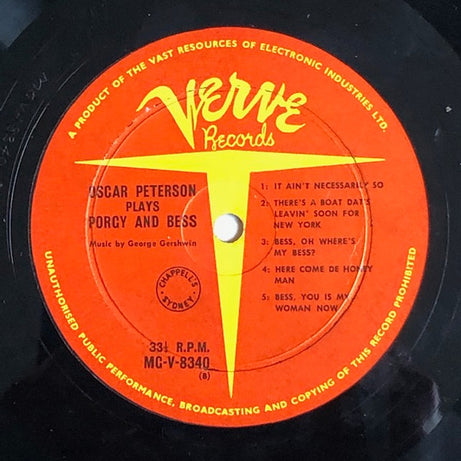 A PRODUCT OF THE VAST RESOURCES OF ELECTRONIC INDUSTRIES LTD.
Verve
Records
OSCAR PETERSON
PLAYS
PORGY AND BESS
Music by George Gershwin
CHAPPELL'S
SYDNEY
33⅓ R.P.M.
MG-V-8340
(B)
1: IT AIN'T NECESSARILY SO
2: THERE'S A BOAT DAT'S
LEAVIN' SOON FOR
NEW YORK
3: BESS, OH WHERE'S
MY BESS?
4: HERE COME DE HONEY
MAN
5: BESS, YOU IS MY
WOMAN NOW
UNAUTHORISED PUBLIC PERFORMANCE, BROADCASTING AND COPYING OF THIS RECORD PROHIBITED